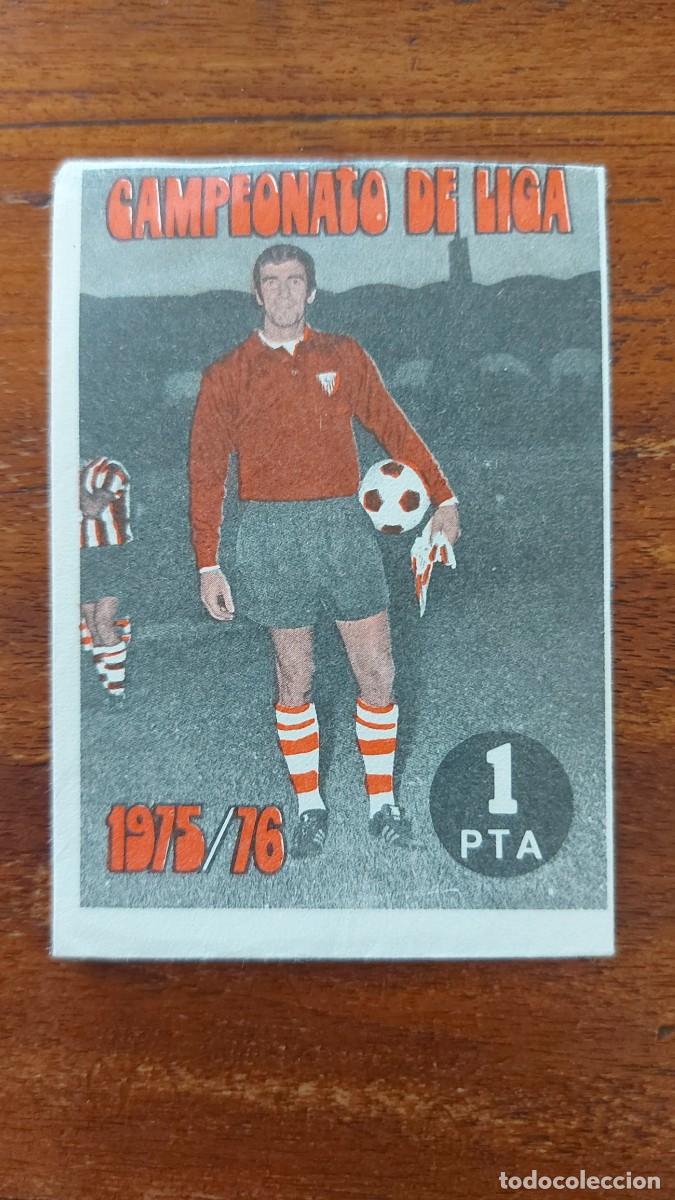 CAMPEONATO DE LIGA
1975/76
1
PTA
todocoleccion